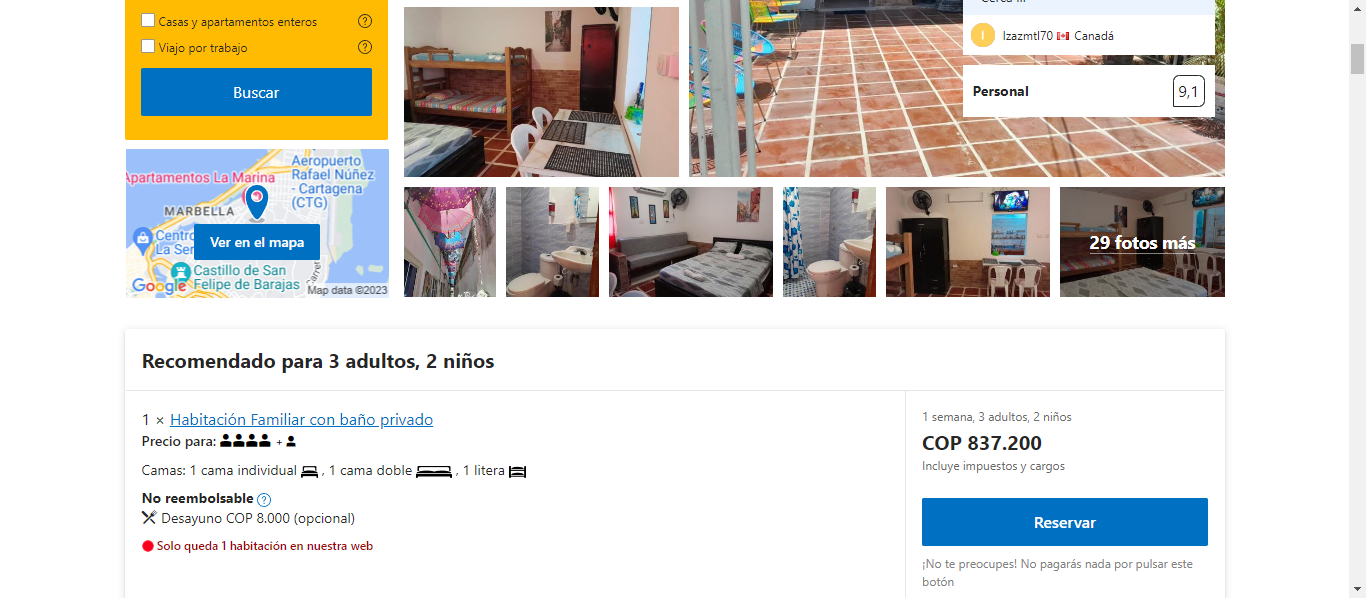 Casas y apartamentos enteros
Viajo por trabajo
Buscar
Izazmtl70 Canadá
Personal 9,1
Apartamentos La Marina
Aeropuerto
Rafael Núñez
- Cartagena
(CTG)
MARBELLA
Centro
La Ser
Ver en el mapa
Castillo de San
Felipe de Barajas
Carret
Google
Map data ©2023
29 fotos más
Recomendado para 3 adultos, 2 niños
1 × Habitación Familiar con baño privado
Precio para: +
Camas: 1 cama individual , 1 cama doble , 1 litera
No reembolsable
Desayuno COP 8.000 (opcional)
Solo queda 1 habitación en nuestra web
1 semana, 3 adultos, 2 niños
COP 837.200
Incluye impuestos y cargos
Reservar
¡No te preocupes! No pagarás nada por pulsar este
botón